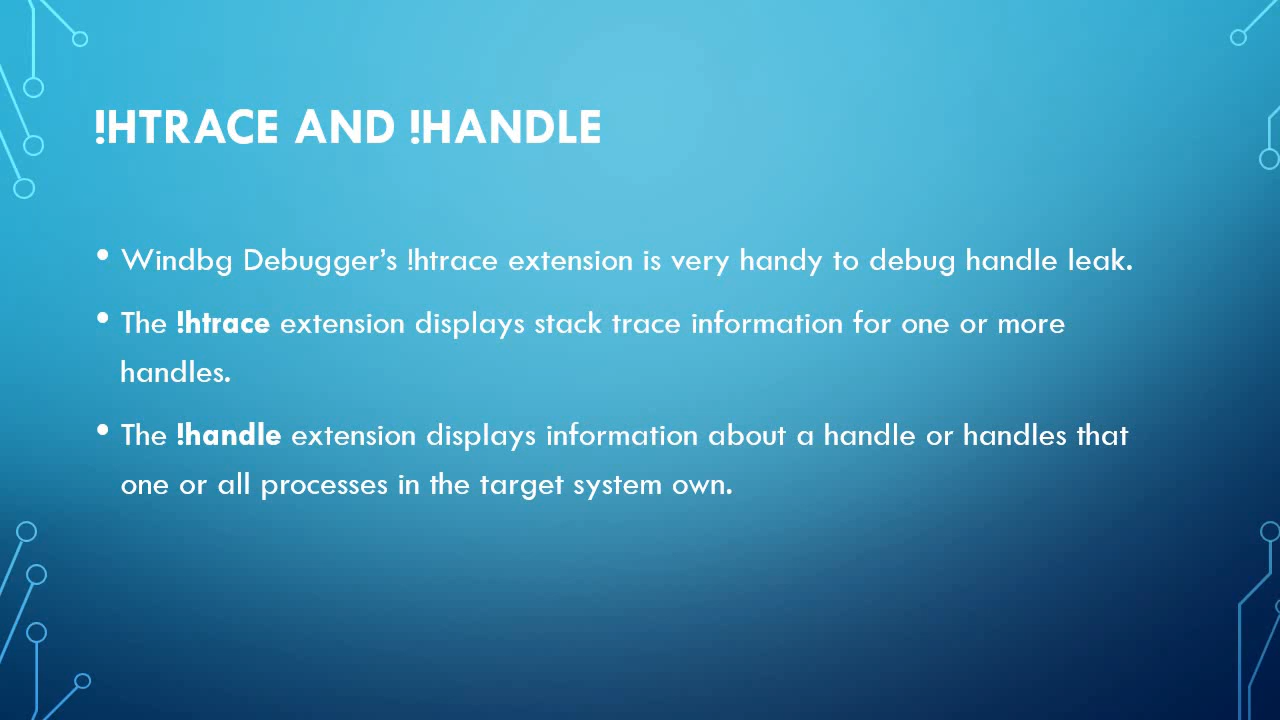 !HTRACE AND !HANDLE
• Windbg Debugger’s !htrace extension is very handy to debug handle leak.
• The !htrace extension displays stack trace information for one or more
handles.
• The !handle extension displays information about a handle or handles that
one or all processes in the target system own.